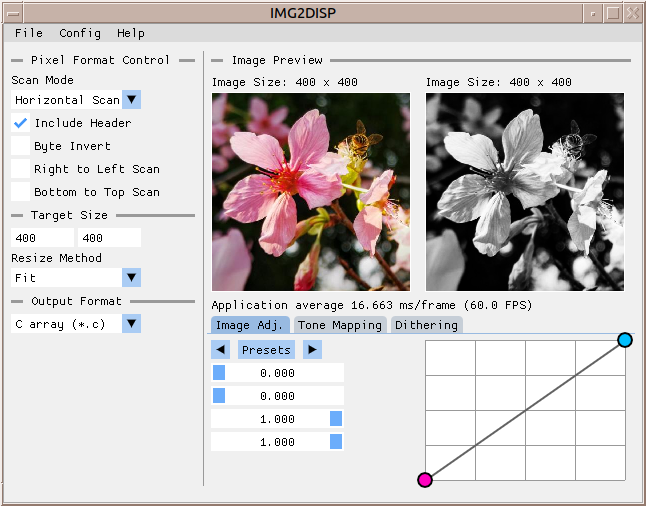 IMG2DISP
File Config Help
Pixel Format Control
Scan Mode
Horizontal Scan
Include Header
Byte Invert
Right to Left Scan
Bottom to Top Scan
Target Size
400 400
Resize Method
Fit
Output Format
C array (*.c)
Image Preview
Image Size: 400 x 400 Image Size: 400 x 400
Application average 16.663 ms/frame (60.0 FPS)
Image Adj. Tone Mapping Dithering
Presets
0.000
0.000
1.000
1.000